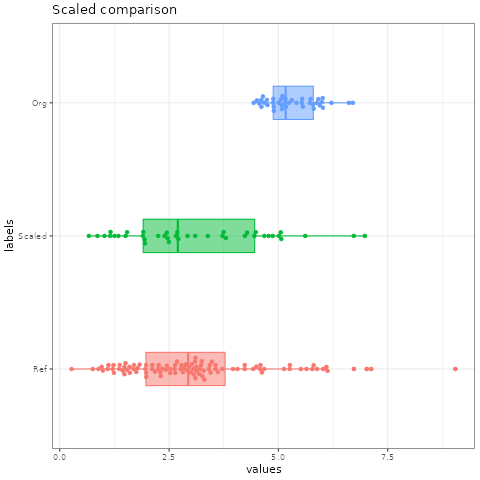 Scaled comparison
Org
Scaled
Ref
labels
0.0 2.5 5.0 7.5
values